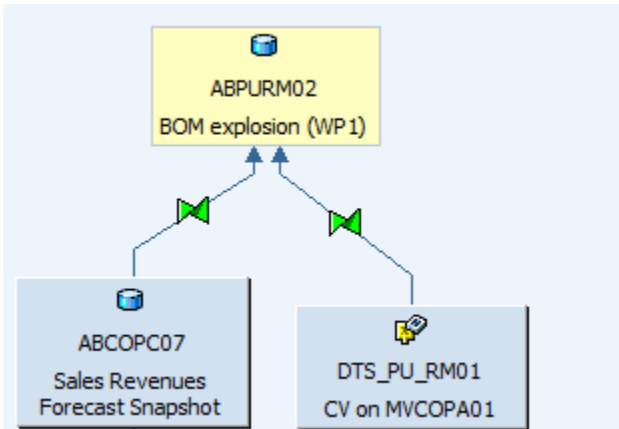 ABPURM02
BOM explosion (WP1)
ABCOPC07
Sales Revenues
Forecast Snapshot
DTS_PU_RM01
CV on MVCOPA01